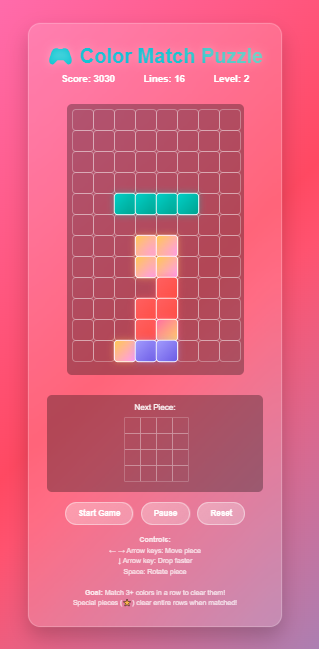 🎮 Color Match Puzzle
Score: 3030 Lines: 16 Level: 2
Next Piece:
Start Game Pause Reset
Controls:
←→ Arrow keys: Move piece
↓ Arrow key: Drop faster
Space: Rotate piece
Goal: Match 3+ colors in a row to clear them!
Special pieces (🌟) clear entire rows when matched!